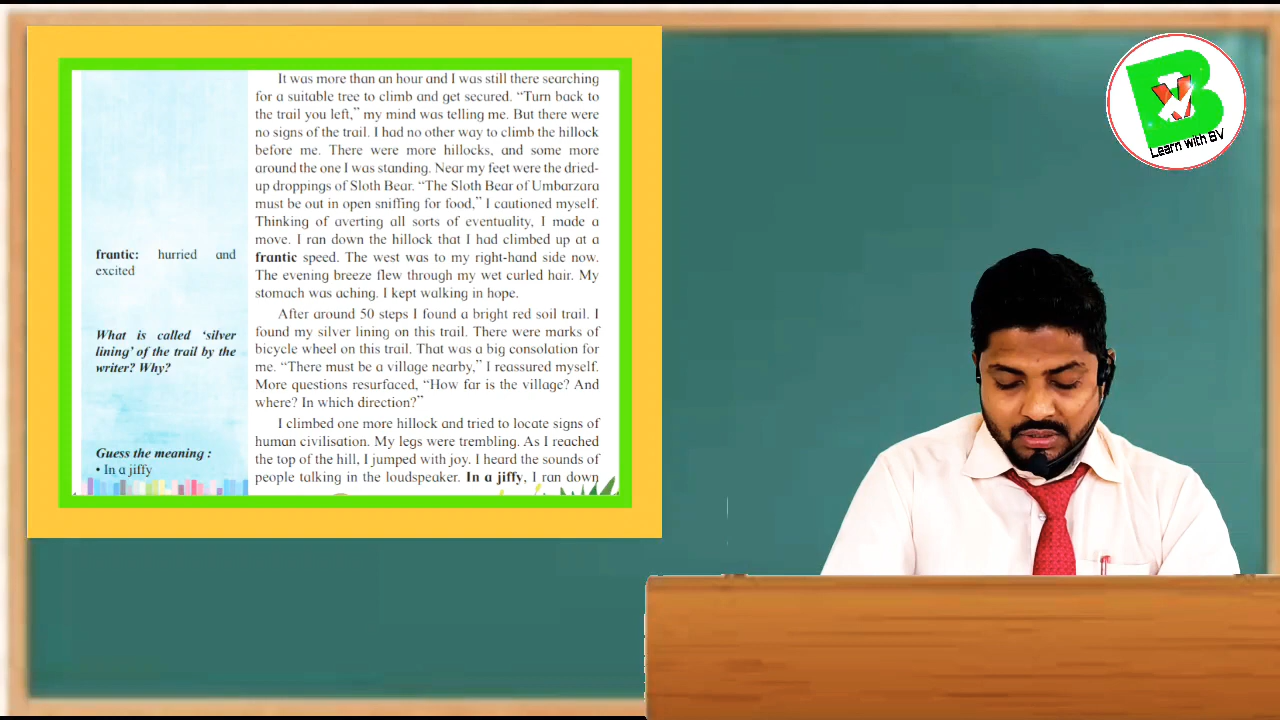 It was more than an hour and I was still there searching
for a suitable tree to climb and get secured. “Turn back to
the trail you left,” my mind was telling me. But there were
no signs of the trail. I had no other way to climb the hillock
before me. There were more hillocks, and some more
around the one I was standing. Near my feet were the dried-
up droppings of Sloth Bear. “The Sloth Bear of Umbarzara
must be out in open sniffing for food,” I cautioned myself.
Thinking of averting all sorts of eventuality, I made a
move. I ran down the hillock that I had climbed up at a
frantic speed. The west was to my right-hand side now.
The evening breeze flew through my wet curled hair. My
stomach was aching. I kept walking in hope.
After around 50 steps I found a bright red soil trail. I
found my silver lining on this trail. There were marks of
bicycle wheel on this trail. That was a big consolation for
me. “There must be a village nearby,” I reassured myself.
More questions resurfaced, “How far is the village? And
where? In which direction?”
I climbed one more hillock and tried to locate signs of
human civilisation. My legs were trembling. As I reached
the top of the hill, I jumped with joy. I heard the sounds of
people talking in the loudspeaker. In a jiffy, I ran down
frantic: hurried and
excited
What is called ‘silver
lining’ of the trail by the
writer? Why?
Guess the meaning :
• In a jiffy
B
V
Learn with BV